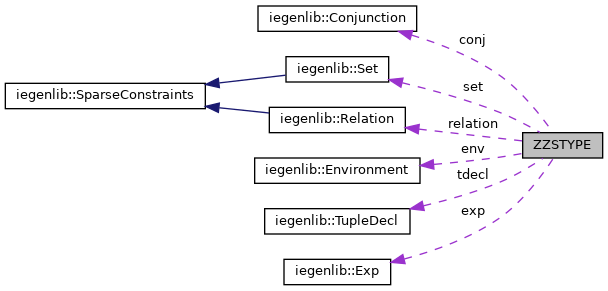 iegenlib::Conjunction
conj
iegenlib::Set
set
iegenlib::SparseConstraints
iegenlib::Relation
relation
ZZSTYPE
env
iegenlib::Environment
tdecl
iegenlib::TupleDecl
exp
iegenlib::Exp